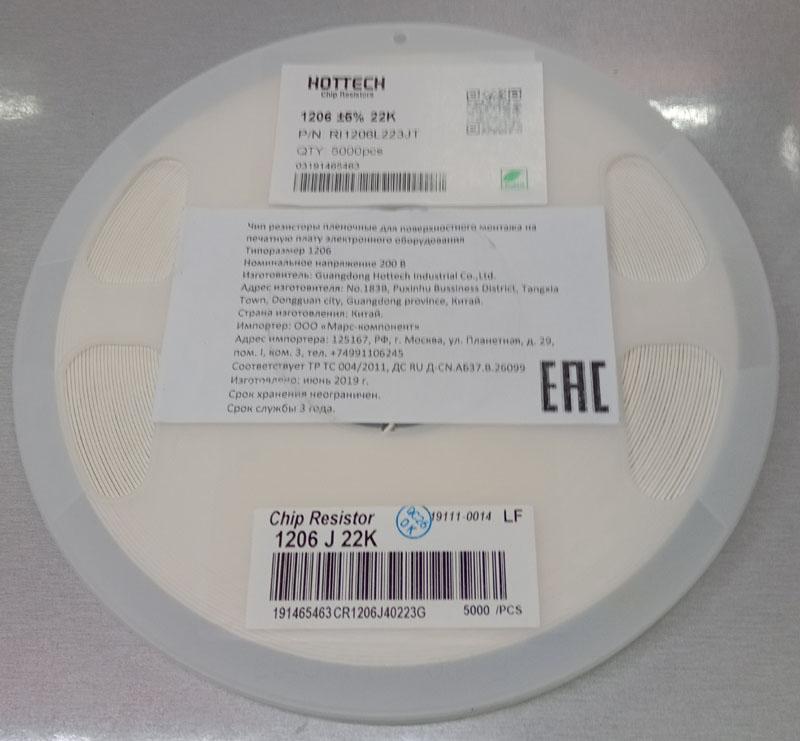 HOTTECH
Chip Resistors
1206 ±5% 22K
P/N: RI1206L223JT
QTY: 5000pcs
03191465463
Чип резисторы пленочные для поверхностного монтажа на
печатную плату электронного оборудования
Типоразмер 1206
Номинальное напряжение 200 В
Изготовитель: Guangdong Hottech Industrial Co.,Ltd.
Адрес изготовителя: No.183B, Puxinhu Bussiness District, Tangxia
Town, Dongguan city, Guangdong province, Китай.
Страна изготовления: Китай.
Импортер: ООО «Марс-компонент»
Адрес импортера: 125167, РФ, г. Москва, ул. Планетная, д. 29,
пом. I, ком. 3, тел. +74991106245
Соответствует ТР ТС 004/2011, ДС RU Д-CN.АБ37.В.26099
Изготовлено: июнь 2019 г.
Срок хранения неограничен.
Срок службы 3 года.
EAC
Chip Resistor 19111-0014 LF
QC26
OK
1206 J 22K
191465463 CR1206J40223G 5000 /PCS